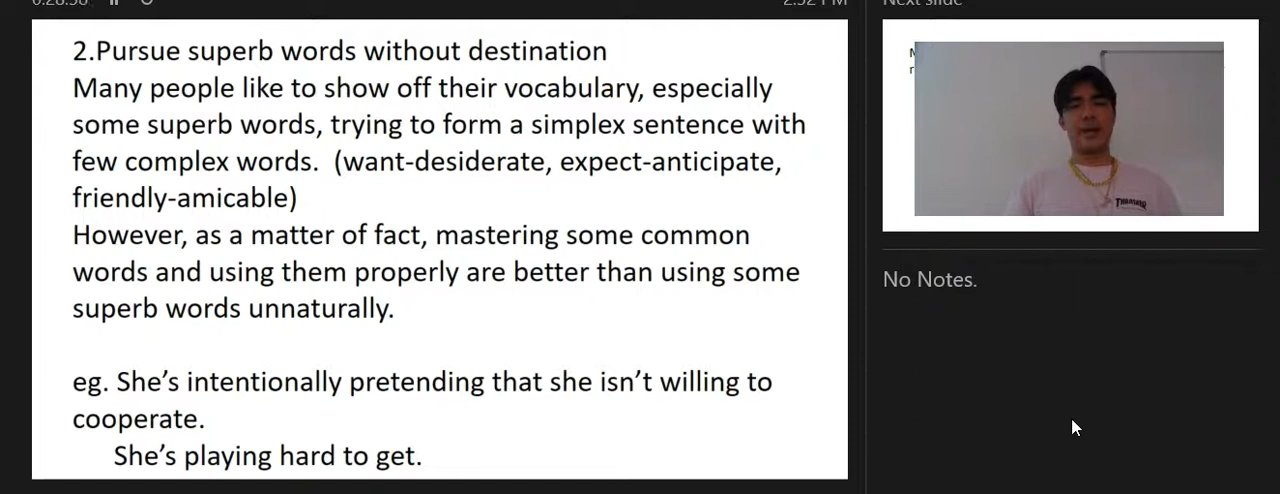 Next slide
2.Pursue superb words without destination
Many people like to show off their vocabulary, especially
some superb words, trying to form a simplex sentence with
few complex words.  (want-desiderate, expect-anticipate,
friendly-amicable)
However, as a matter of fact, mastering some common
words and using them properly are better than using some
superb words unnaturally.
eg. She’s intentionally pretending that she isn’t willing to
cooperate.
She’s playing hard to get.
THRASHER
No Notes.